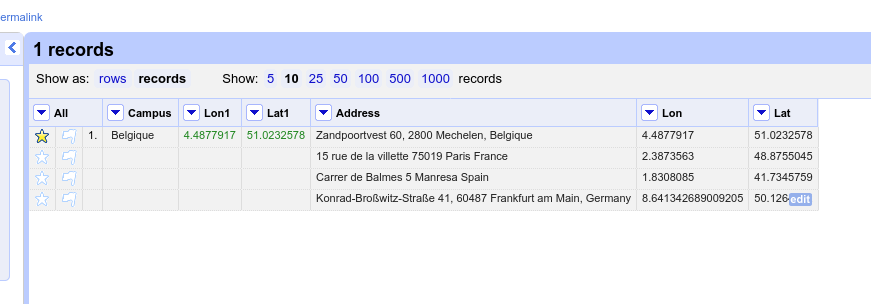 ermalink
1 records
Show as: rows records Show: 5 10 25 50 100 500 1000 records
All Campus Lon1 Lat1 Address Lon Lat
1. Belgique 4.4877917 51.0232578 Zandpoortvest 60, 2800 Mechelen, Belgique 4.4877917 51.0232578
15 rue de la villette 75019 Paris France 2.3873563 48.8755045
Carrer de Balmes 5 Manresa Spain 1.8308085 41.7345759
Konrad-Broßwitz-Straße 41, 60487 Frankfurt am Main, Germany 8.641342689009205 50.126 edit